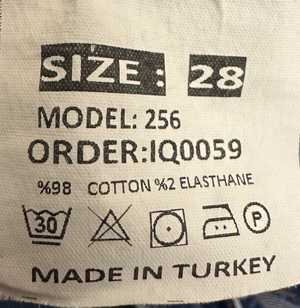 SIZE : 28
MODEL: 256
ORDER:IQ0059
%98 COTTON %2 ELASTHANE
30 P
MADE IN TURKEY